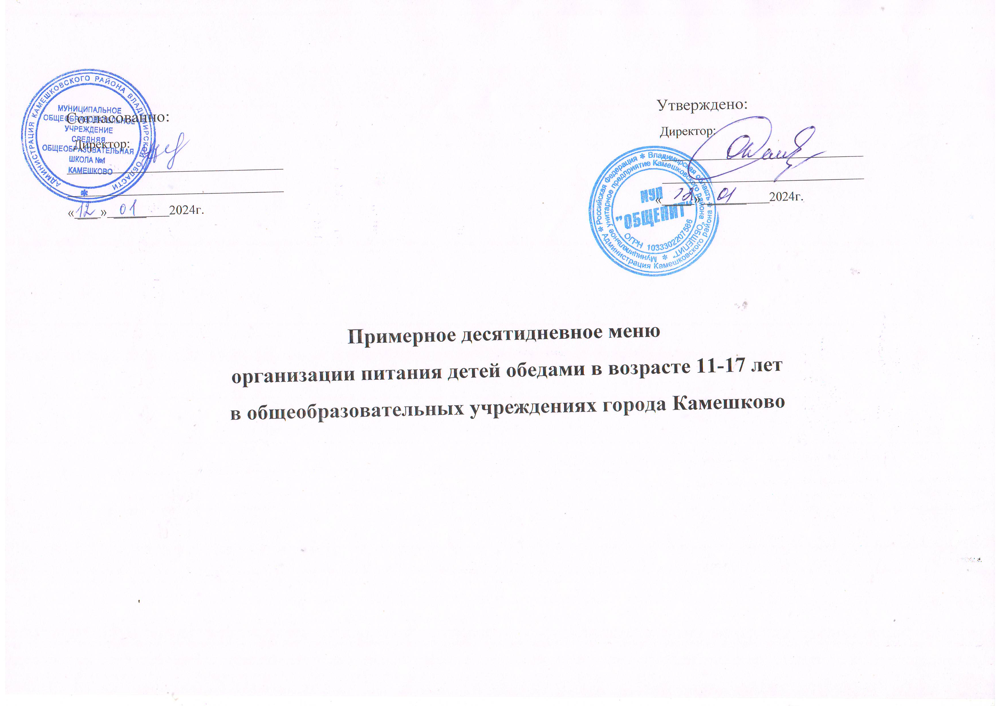 АДМИНИСТРАЦИЯ КАМЕШКОВСКОГО РАЙОНА ВЛАДИМИРСКОЙ ОБЛАСТИ
МУНИЦИПАЛЬНОЕ
ОБЩЕОБРАЗОВАТЕЛЬНОЕ
УЧРЕЖДЕНИЕ
СРЕДНЯЯ
ОБЩЕОБРАЗОВАТЕЛЬНАЯ
ШКОЛА №1
КАМЕШКОВО
Согласованно:
Директор:
«12» 01 2024г.
Утверждено:
Директор:
«12» 01 2024г.
* Российская Федерация * Владимирская область * Администрация Камешковского района
* Муниципальное унитарное предприятие Камешковского района "ОБЩЕПИТ"
МУП
"ОБЩЕПИТ"
ОГРН 1033302207586
Примерное десятидневное меню
организации питания детей обедами в возрасте 11-17 лет
в общеобразовательных учреждениях города Камешково